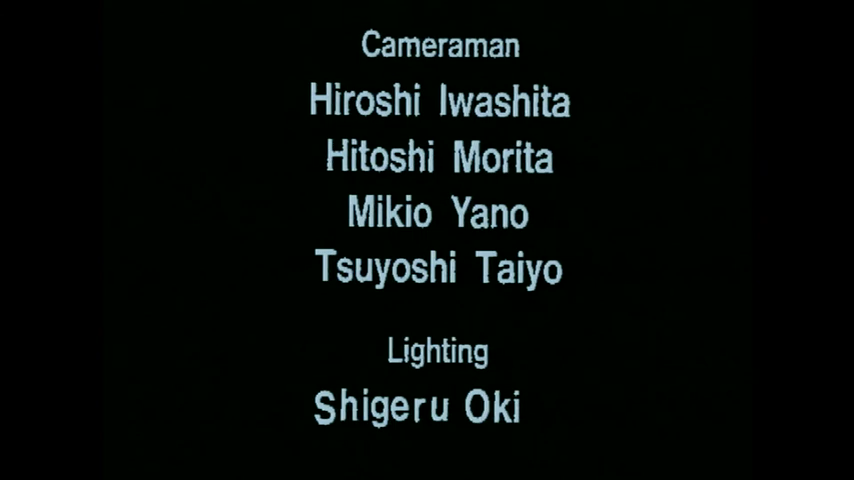 Cameraman
Hiroshi Iwashita
Hitoshi Morita
Mikio Yano
Tsuyoshi Taiyo
Lighting
Shigeru Oki